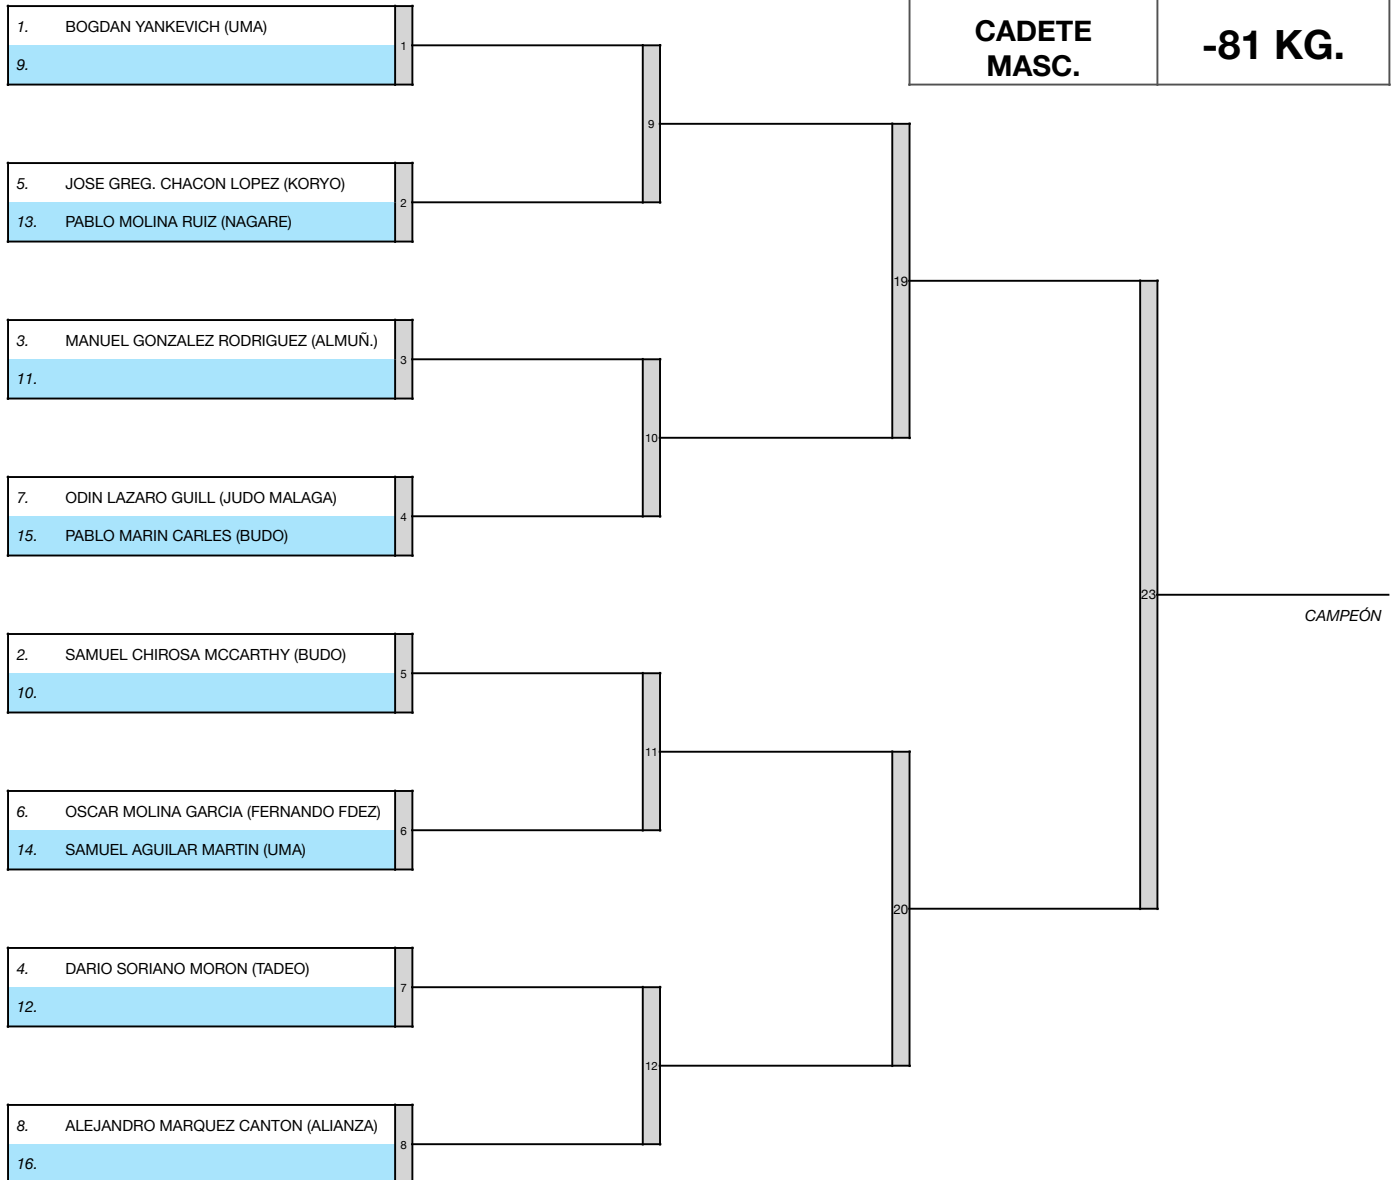 CADETE
MASC.
-81 KG.
1. BOGDAN YANKEVICH (UMA)
1
9.
9
5. JOSE GREG. CHACON LOPEZ (KORYO)
2
13. PABLO MOLINA RUIZ (NAGARE)
19
3. MANUEL GONZALEZ RODRIGUEZ (ALMUÑ.)
3
11.
10
7. ODIN LAZARO GUILL (JUDO MALAGA)
4
15. PABLO MARIN CARLES (BUDO)
23
CAMPEÓN
2. SAMUEL CHIROSA MCCARTHY (BUDO)
5
10.
11
6. OSCAR MOLINA GARCIA (FERNANDO FDEZ)
6
14. SAMUEL AGUILAR MARTIN (UMA)
20
4. DARIO SORIANO MORON (TADEO)
7
12.
12
8. ALEJANDRO MARQUEZ CANTON (ALIANZA)
8
16.